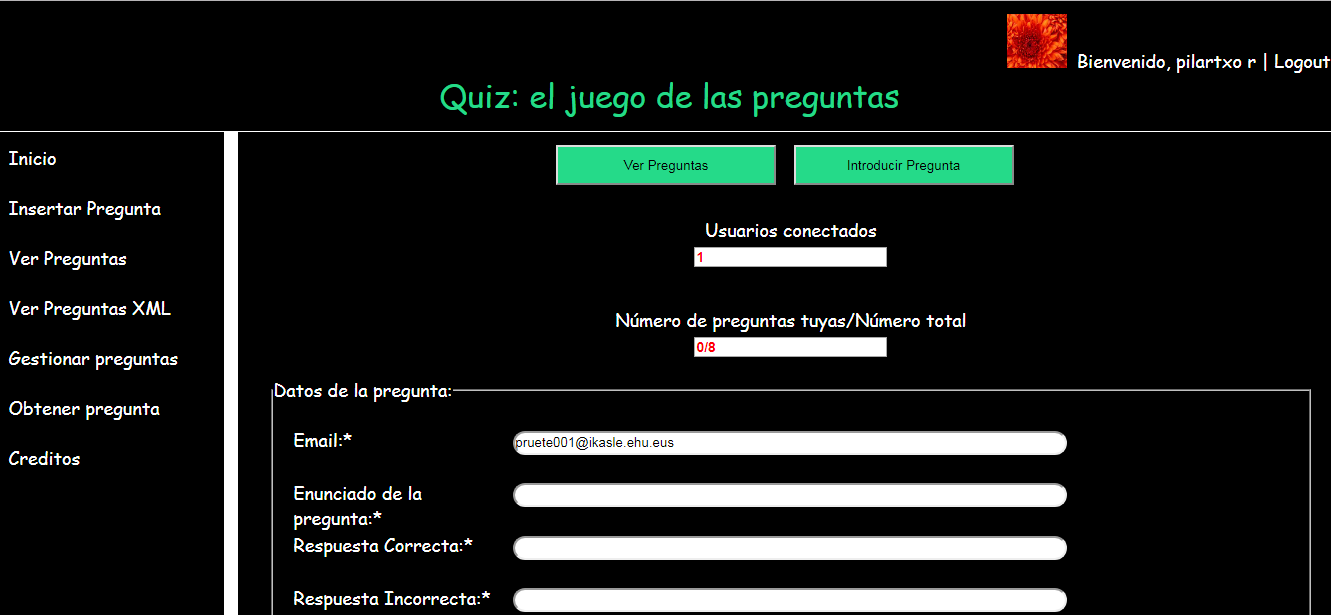 Bienvenido, pilartxo r | Logout
Quiz: el juego de las preguntas
Inicio
Insertar Pregunta
Ver Preguntas
Ver Preguntas XML
Gestionar preguntas
Obtener pregunta
Creditos
Ver Preguntas
Introducir Pregunta
Usuarios conectados
1
Número de preguntas tuyas/Número total
0/8
Datos de la pregunta:
Email:*
pruete001@ikasle.ehu.eus
Enunciado de la
pregunta:*
Respuesta Correcta:*
Respuesta Incorrecta:*